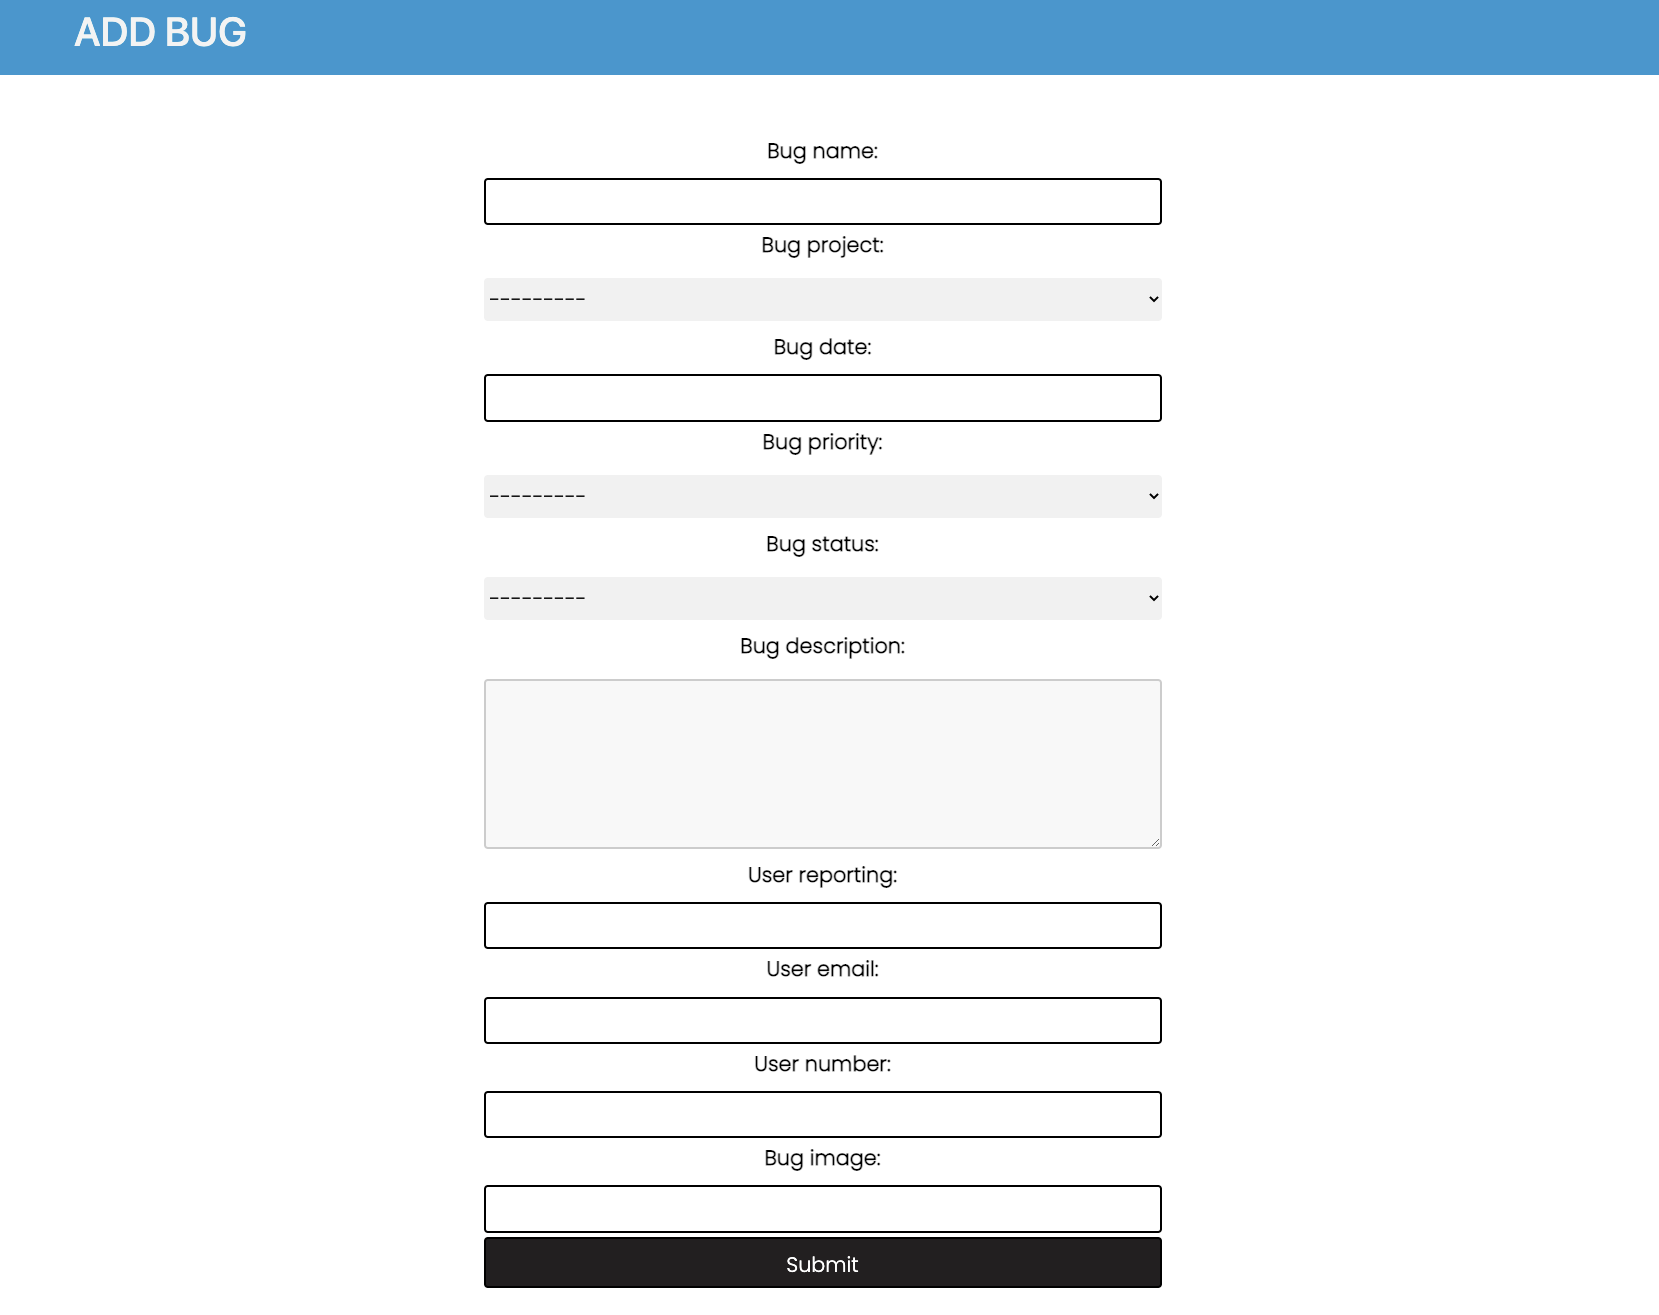 ADD BUG
Bug name:
Bug project:
---------
Bug date:
Bug priority:
---------
Bug status:
---------
Bug description:
User reporting:
User email:
User number:
Bug image:
Submit